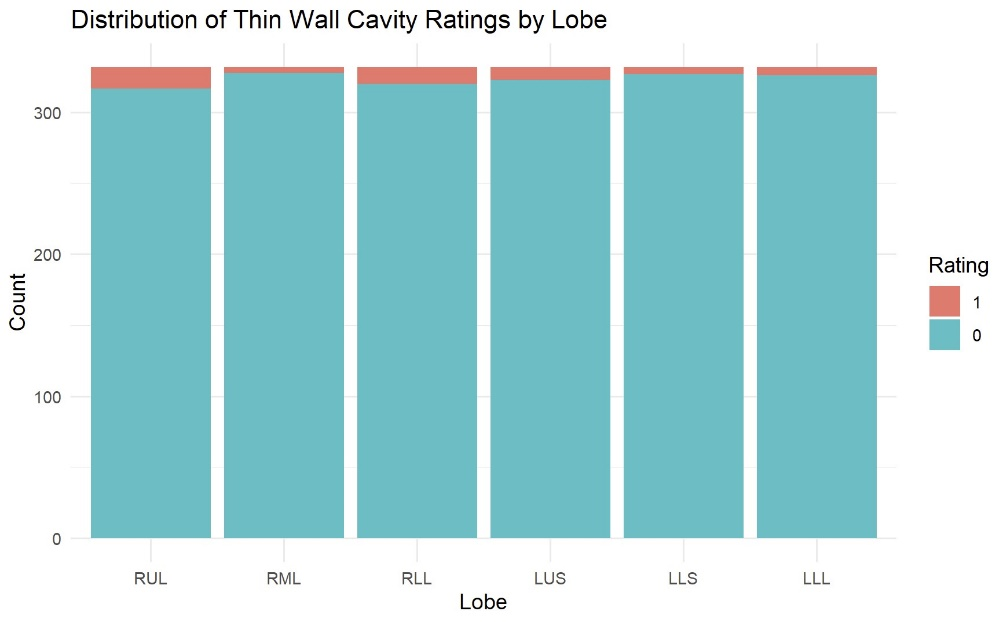 Distribution of Thin Wall Cavity Ratings by Lobe
Count
300
200
100
0
RUL RML RLL LUS LLS LLL
Lobe
Rating
1
0